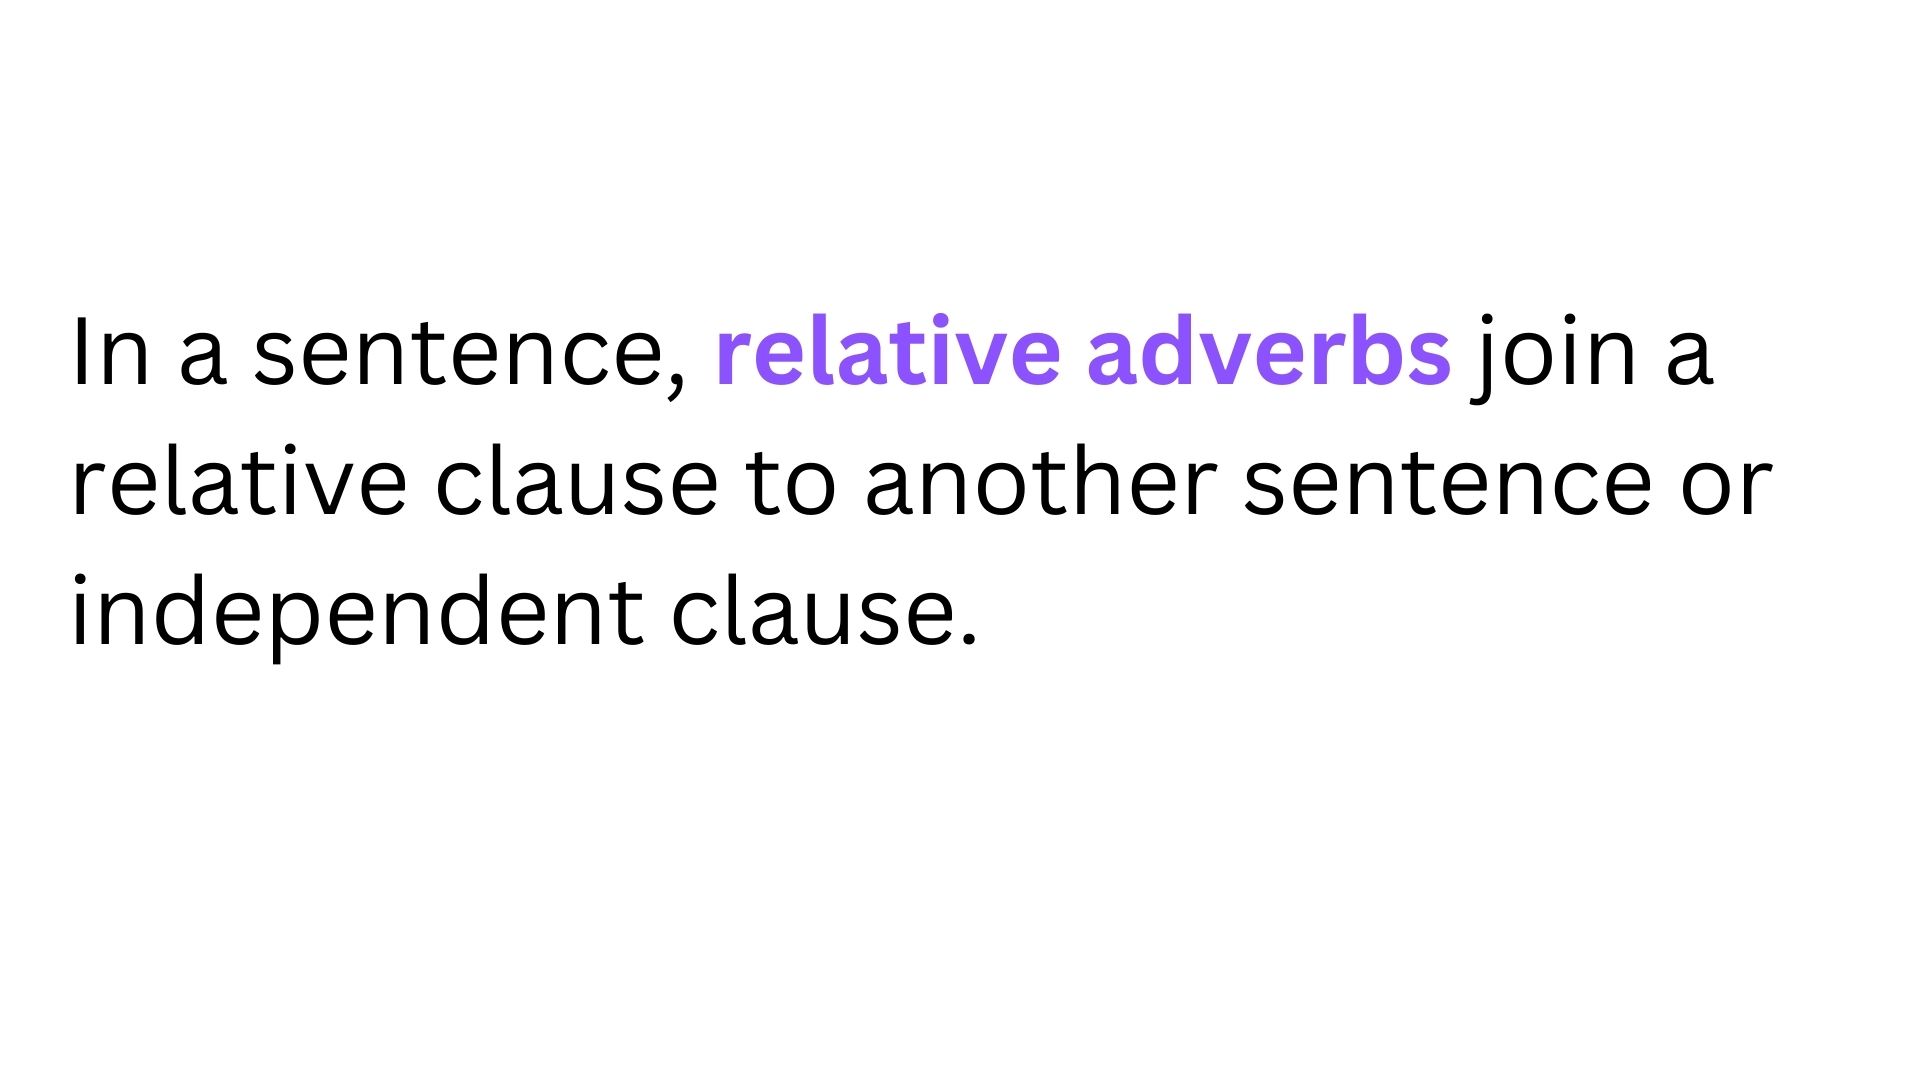 In a sentence, relative adverbs join a
relative clause to another sentence or
independent clause.